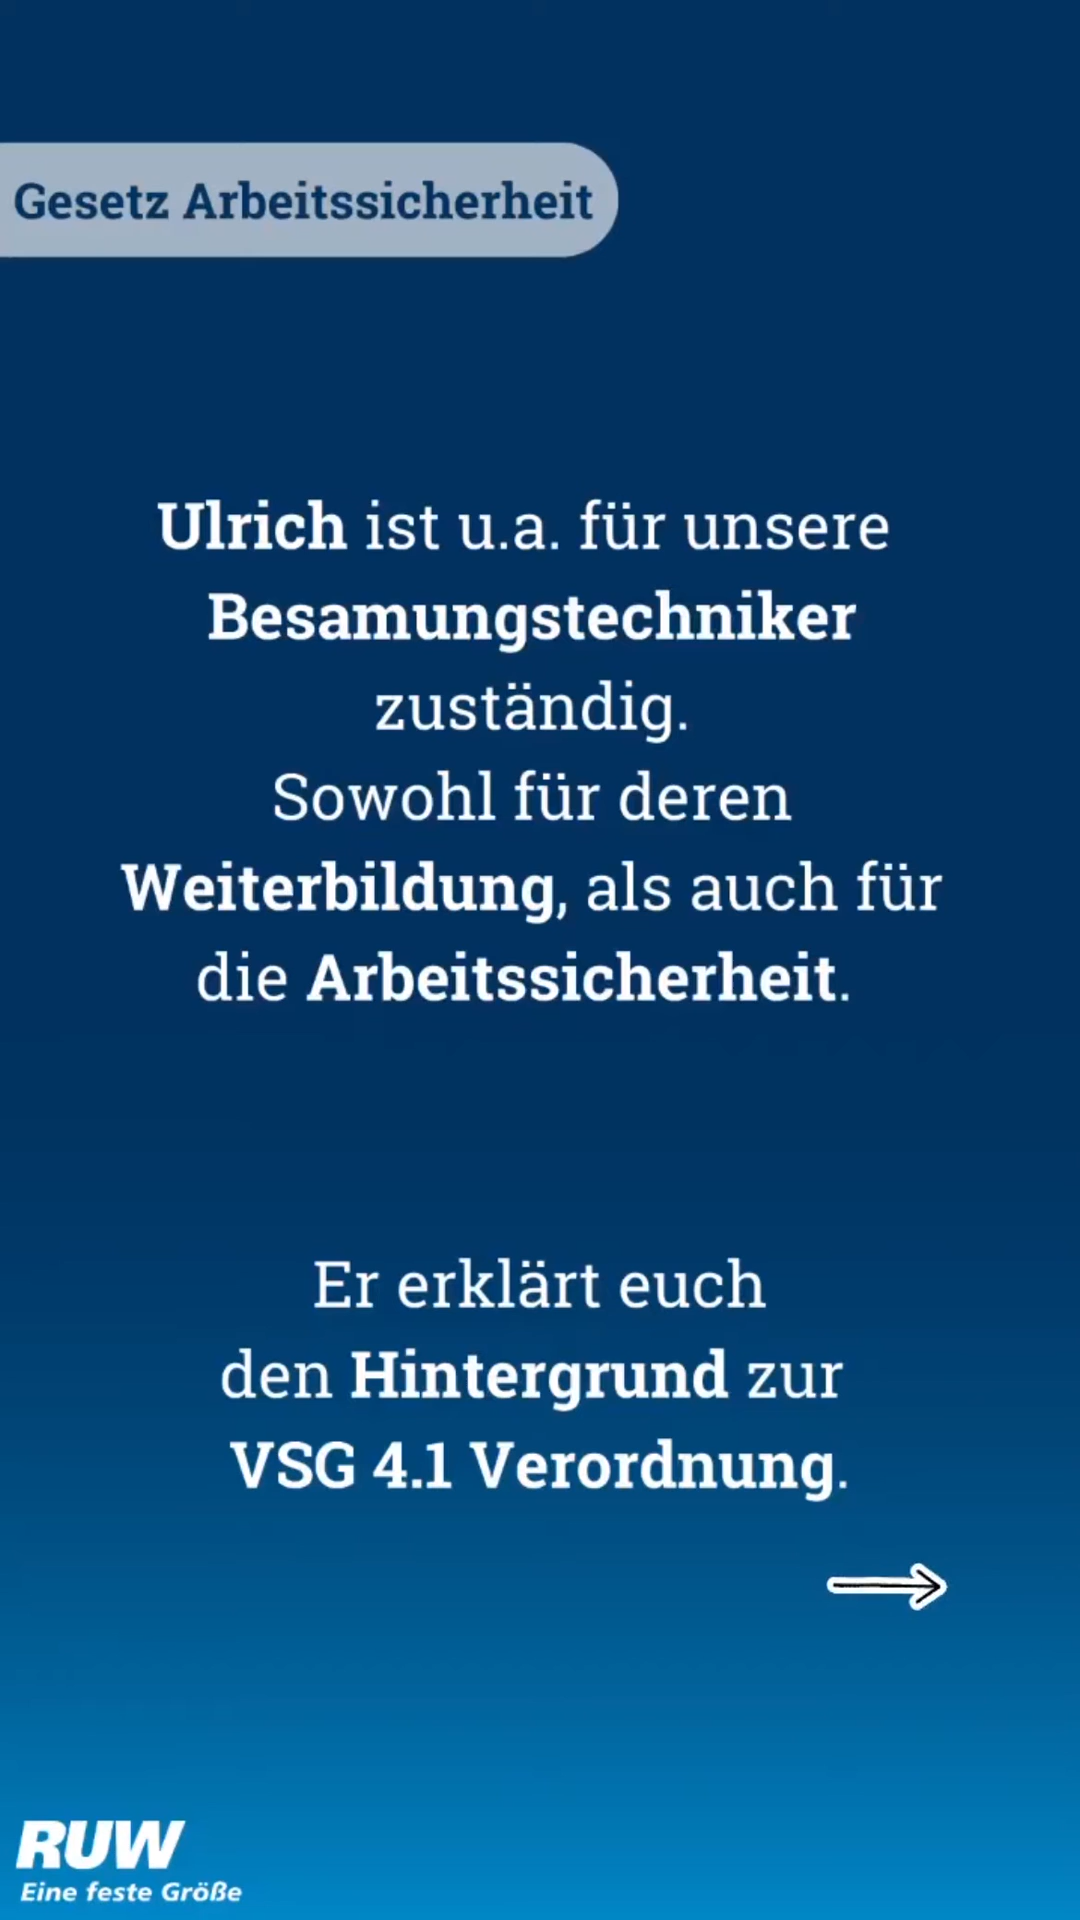 Gesetz Arbeitssicherheit
Ulrich ist u.a. für unsere
Besamungstechniker
zuständig.
Sowohl für deren
Weiterbildung, als auch für
die Arbeitssicherheit.
Er erklärt euch
den Hintergrund zur
VSG 4.1 Verordnung.
RUW
Eine feste Größe